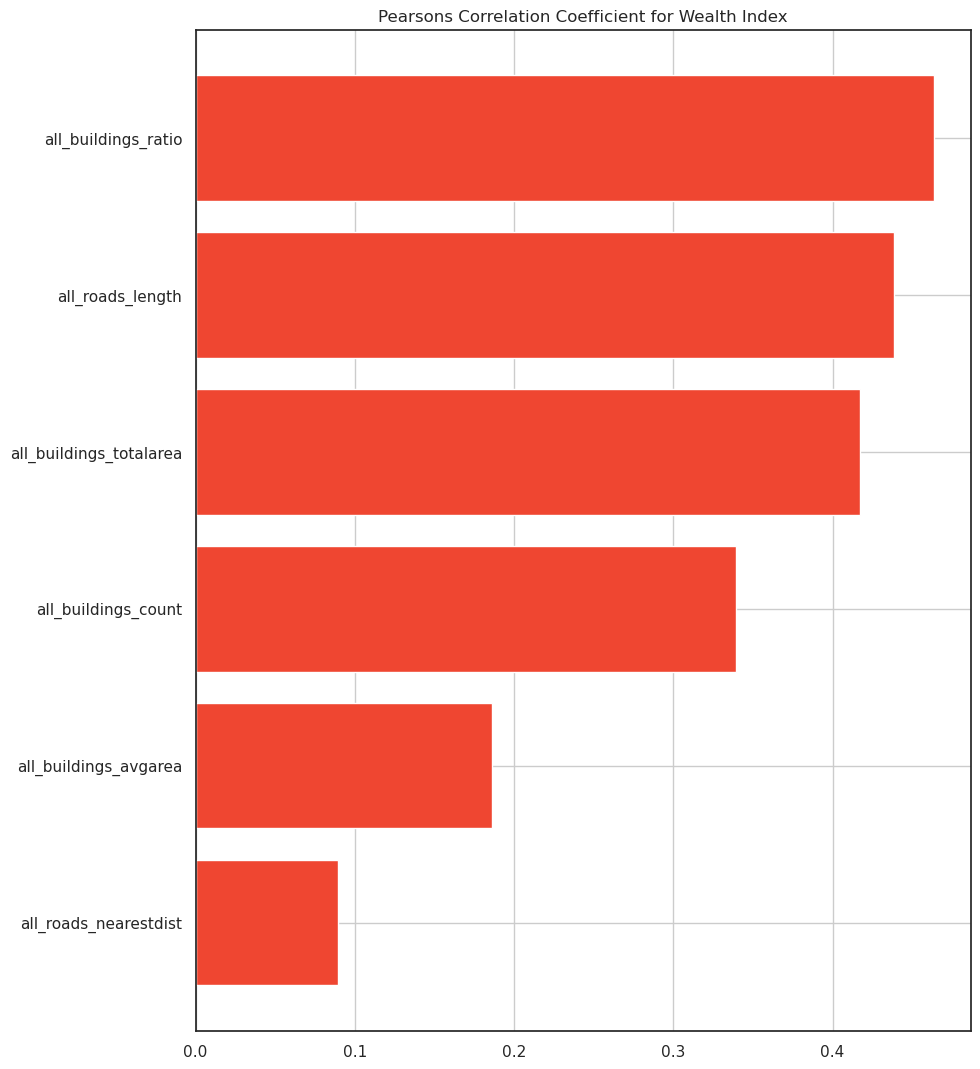 Pearsons Correlation Coefficient for Wealth Index
all_buildings_ratio
all_roads_length
all_buildings_totalarea
all_buildings_count
all_buildings_avgarea
all_roads_nearestdist
0.0 0.1 0.2 0.3 0.4